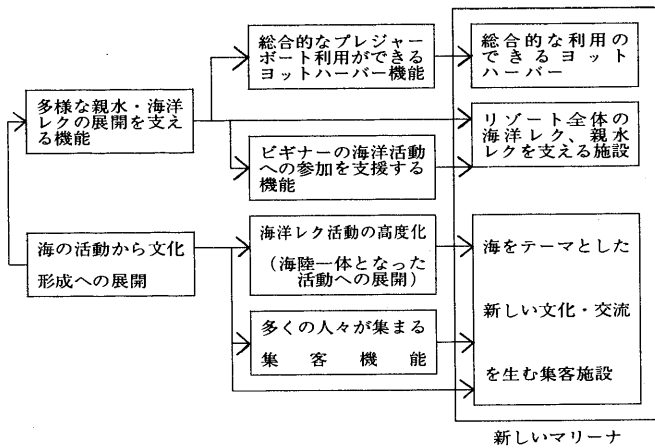 総合的なプレジャー
ボート利用ができる
ヨットハーバー機能
総合的な利用の
できるヨット
ハーバー
多様な親水・海洋
レクの展開を支え
る機能
リゾート全体の
海洋レク、親水
レクを支える施設
ビギナーの海洋活動
への参加を支援する
機能
海の活動から文化
形成への展開
海洋レク活動の高度化
（海陸一体となった
活動への展開）
海をテーマとした
新しい文化・交流
を生む集客施設
多くの人々が集まる
集客機能
新しいマリーナ